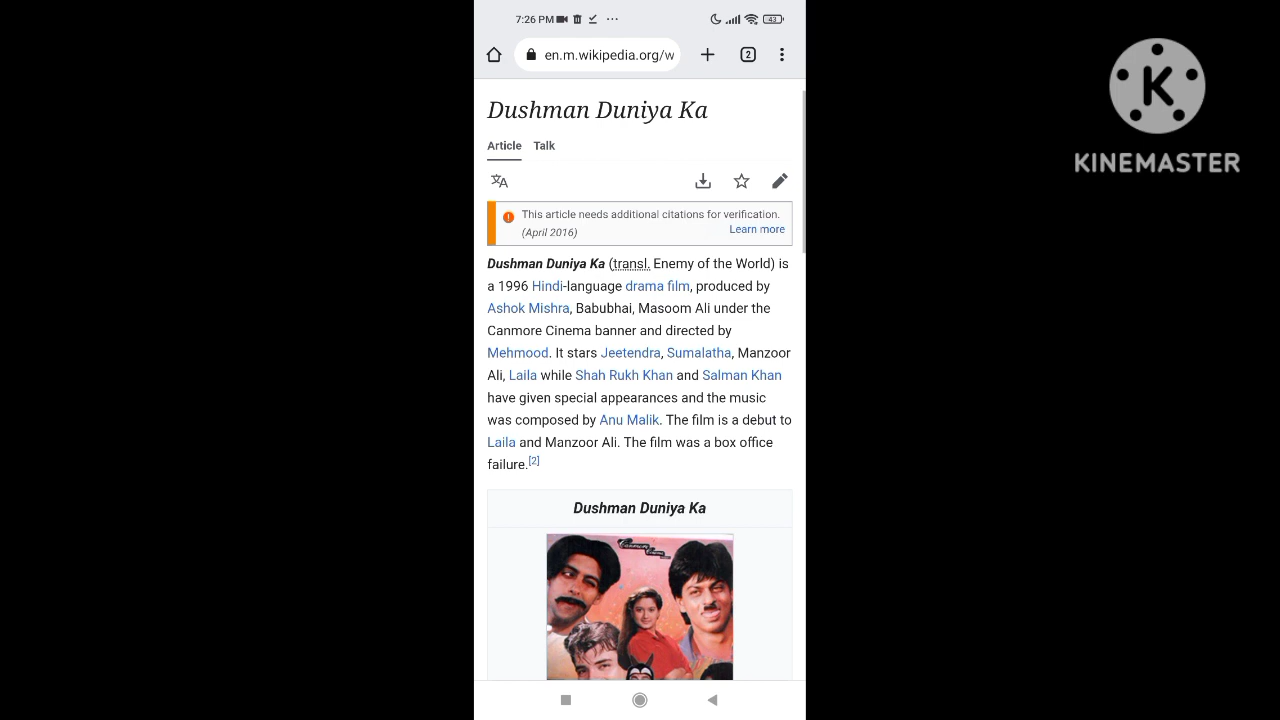 7:26 PM ... 43
en.m.wikipedia.org/w 2
K
KINEMASTER
Dushman Duniya Ka
Article Talk
This article needs additional citations for verification.
(April 2016) Learn more
Dushman Duniya Ka (transl. Enemy of the World) is
a 1996 Hindi-language drama film, produced by
Ashok Mishra, Babubhai, Masoom Ali under the
Canmore Cinema banner and directed by
Mehmood. It stars Jeetendra, Sumalatha, Manzoor
Ali, Laila while Shah Rukh Khan and Salman Khan
have given special appearances and the music
was composed by Anu Malik. The film is a debut to
Laila and Manzoor Ali. The film was a box office
failure.[2]
Dushman Duniya Ka
Canmore
Cinema